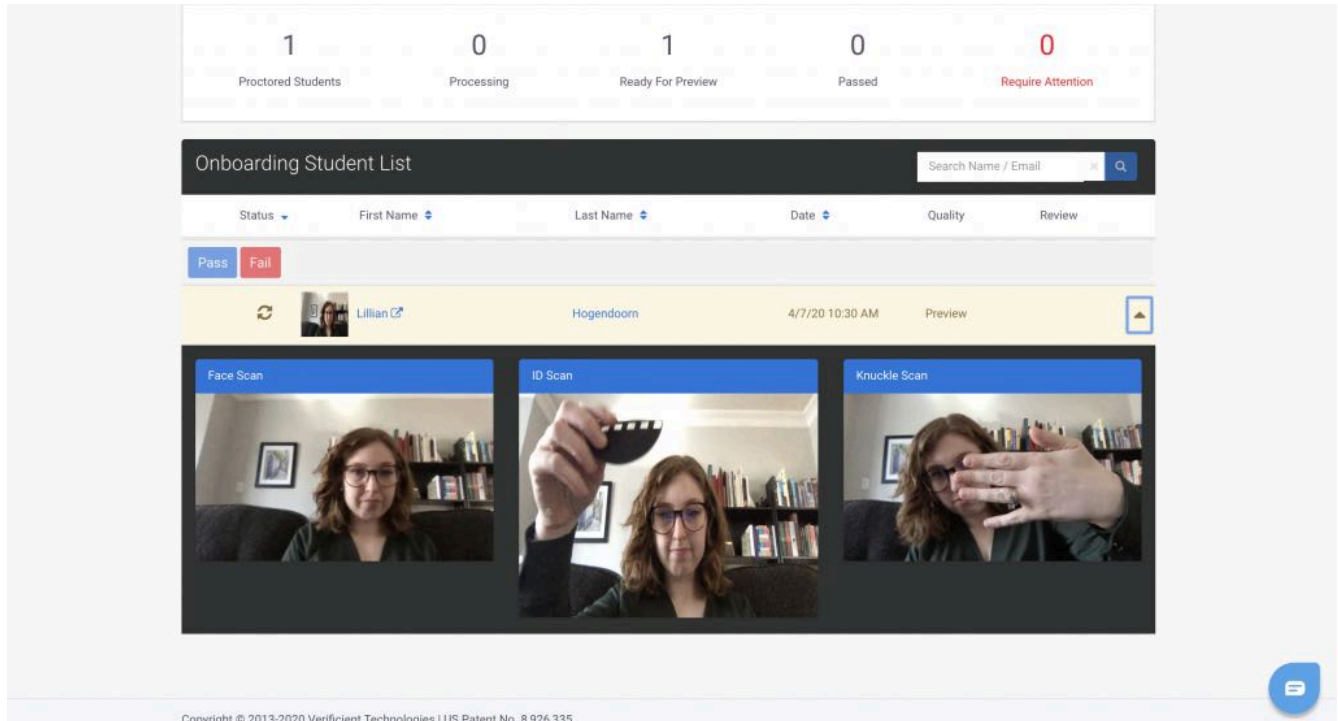 1 0 1 0 0
Proctored Students Processing Ready For Preview Passed Require Attention
Onboarding Student List
Search Name / Email
Status First Name Last Name Date Quality Review
Pass Fail
Lillian Hogendoorn 4/7/20 10:30 AM Preview
Face Scan ID Scan Knuckle Scan
Copyright © 2013-2020 Verificient Technologies | US Patent No. 8,926,335